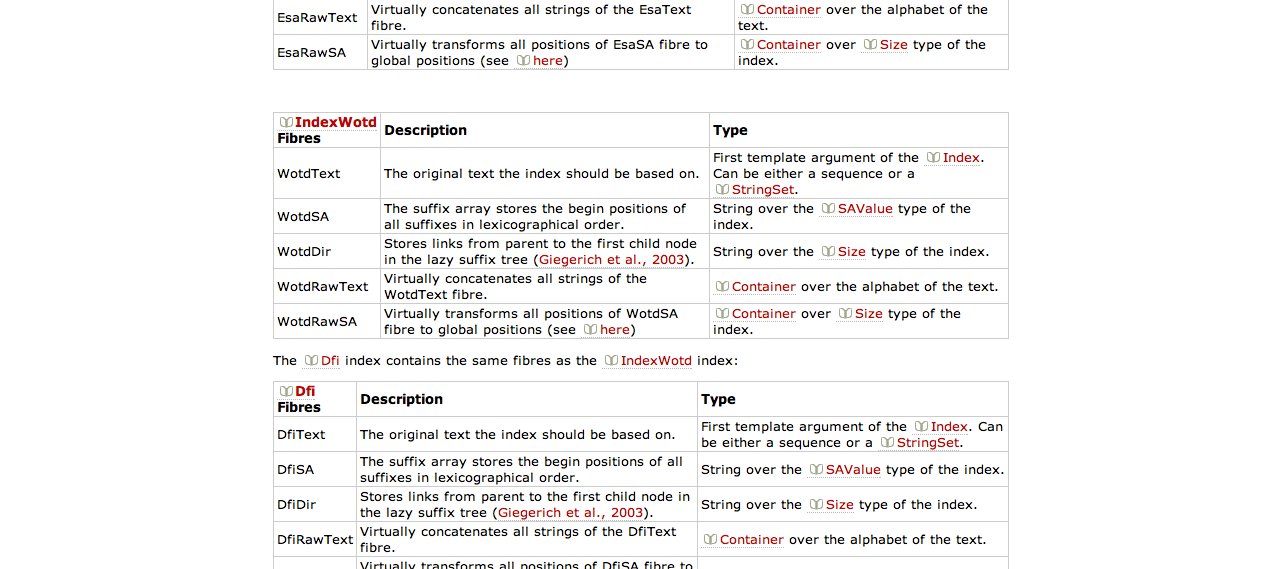 EsaRawText
Virtually concatenates all strings of the EsaText
fibre.
Container over the alphabet of the
text.
EsaRawSA
Virtually transforms all positions of EsaSA fibre to
global positions (see here)
Container over Size type of the
index.
IndexWotd
Fibres
Description
Type
WotdText
The original text the index should be based on.
First template argument of the Index.
Can be either a sequence or a
StringSet.
WotdSA
The suffix array stores the begin positions of
all suffixes in lexicographical order.
String over the SAValue type of the
index.
WotdDir
Stores links from parent to the first child node
in the lazy suffix tree (Giegerich et al., 2003).
String over the Size type of the index.
WotdRawText
Virtually concatenates all strings of the
WotdText fibre.
Container over the alphabet of the text.
WotdRawSA
Virtually transforms all positions of WotdSA
fibre to global positions (see here)
Container over Size type of the
index.
The Dfi index contains the same fibres as the IndexWotd index:
Dfi
Fibres
Description
Type
DfiText
The original text the index should be based on.
First template argument of the Index. Can
be either a sequence or a StringSet.
DfiSA
The suffix array stores the begin positions of all
suffixes in lexicographical order.
String over the SAValue type of the index.
DfiDir
Stores links from parent to the first child node in
the lazy suffix tree (Giegerich et al., 2003).
String over the Size type of the index.
DfiRawText
Virtually concatenates all strings of the DfiText
fibre.
Container over the alphabet of the text.
Virtually transforms all positions of DfiSA fibre to